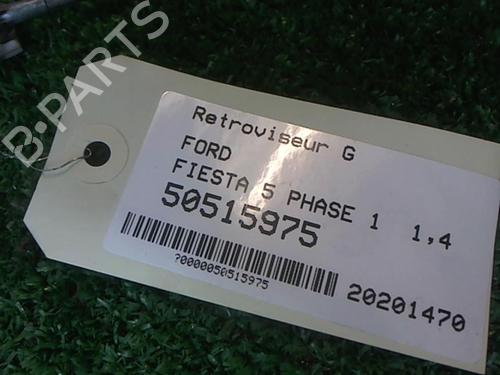 B-PARTS
Retroviseur G
FORD
FIESTA 5 PHASE 1 1,4
50515975
?0000050515975
20201470